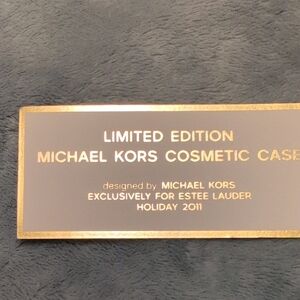 LIMITED EDITION
MICHAEL KORS COSMETIC CASE
designed by MICHAEL KORS
EXCLUSIVELY FOR ESTEE LAUDER
HOLIDAY 2011